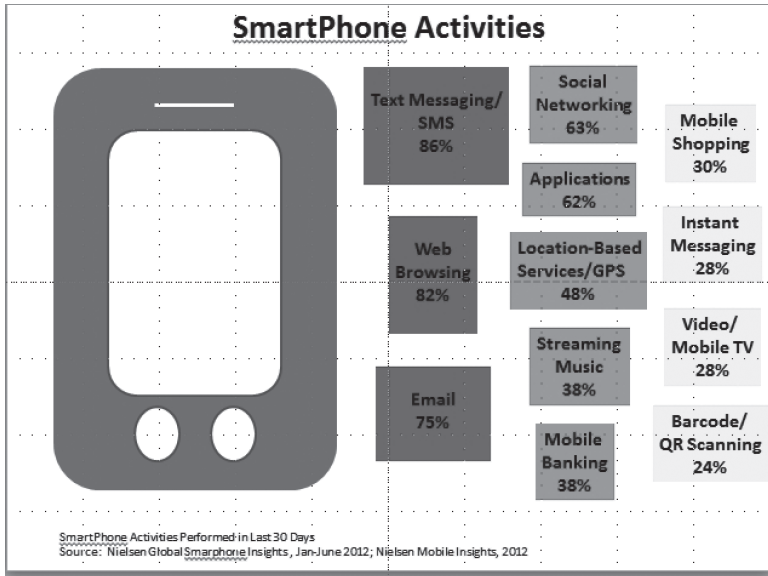 SmartPhone Activities
Text Messaging/
SMS
86%
Web
Browsing
82%
Email
75%
Social
Networking
63%
Applications
62%
Location-Based
Services/GPS
48%
Streaming
Music
38%
Mobile
Banking
38%
Mobile
Shopping
30%
Instant
Messaging
28%
Video/
Mobile TV
28%
Barcode/
QR Scanning
24%
SmartPhone Activities Performed in Last 30 Days
Source: Nielsen Global Smarphone Insights , Jan-June 2012; Nielsen Mobile Insights, 2012